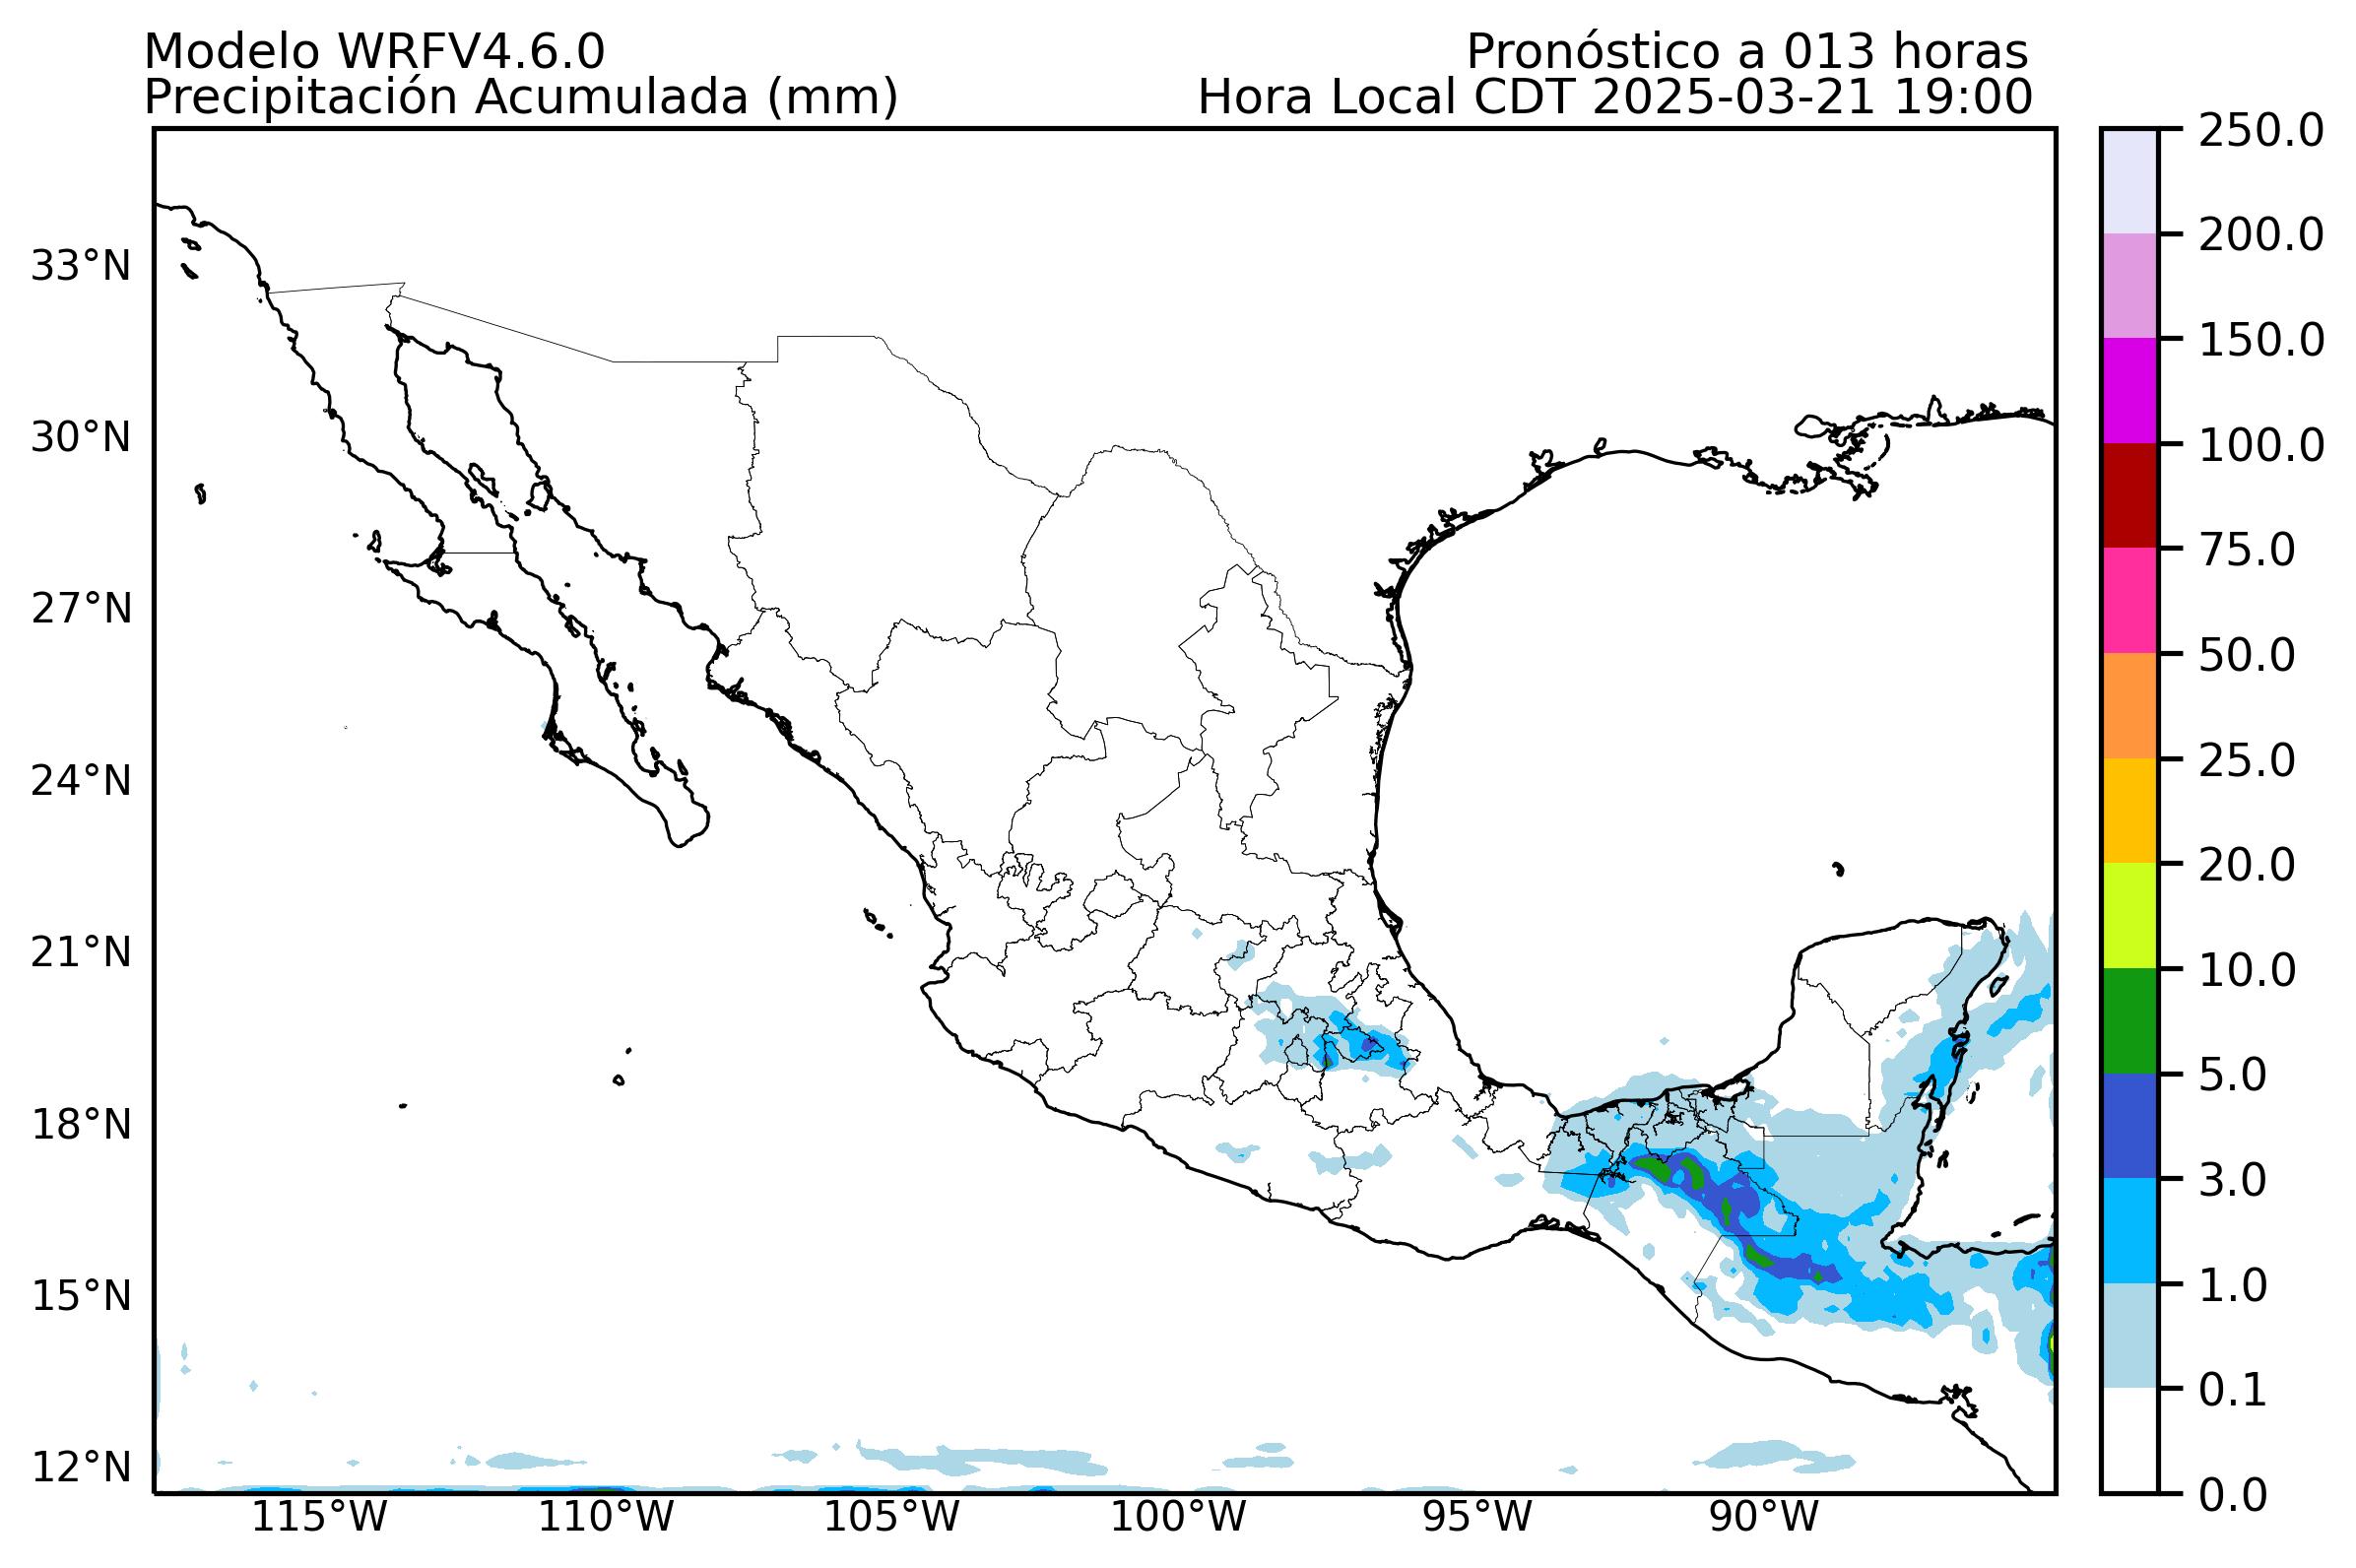 Modelo WRFV4.6.0
Pronóstico a 013 horas
Precipitación Acumulada (mm)
Hora Local CDT 2025-03-21 19:00
33°N
30°N
27°N
24°N
21°N
18°N
15°N
12°N
115°W
110°W
105°W
100°W
95°W
90°W
250.0
200.0
150.0
100.0
75.0
50.0
25.0
20.0
10.0
5.0
3.0
1.0
0.1
0.0